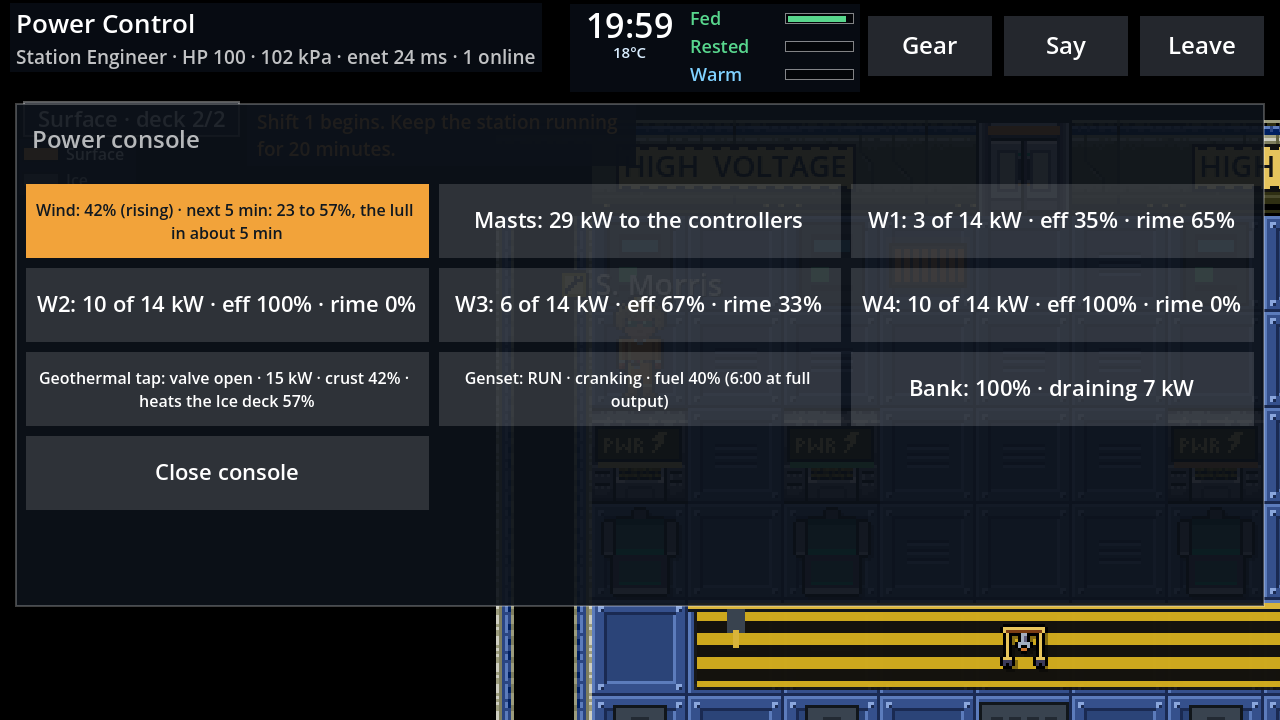 Power Control
Station Engineer · HP 100 · 102 kPa · enet 24 ms · 1 online
19:59
18°C
Fed
Rested
Warm
Gear
Say
Leave
Surface · deck 2/2
Shift 1 begins. Keep the station running
for 20 minutes.
Power console
Surface
Ice
HIGH VOLTAGE
HIGH
Wind: 42% (rising) · next 5 min: 23 to 57%, the lull
in about 5 min
Masts: 29 kW to the controllers
W1: 3 of 14 kW · eff 35% · rime 65%
S. Morris
W2: 10 of 14 kW · eff 100% · rime 0%
W3: 6 of 14 kW · eff 67% · rime 33%
W4: 10 of 14 kW · eff 100% · rime 0%
Geothermal tap: valve open · 15 kW · crust 42% ·
heats the Ice deck 57%
Genset: RUN · cranking · fuel 40% (6:00 at full
output)
Bank: 100% · draining 7 kW
PWR
PWR
PWR
Close console